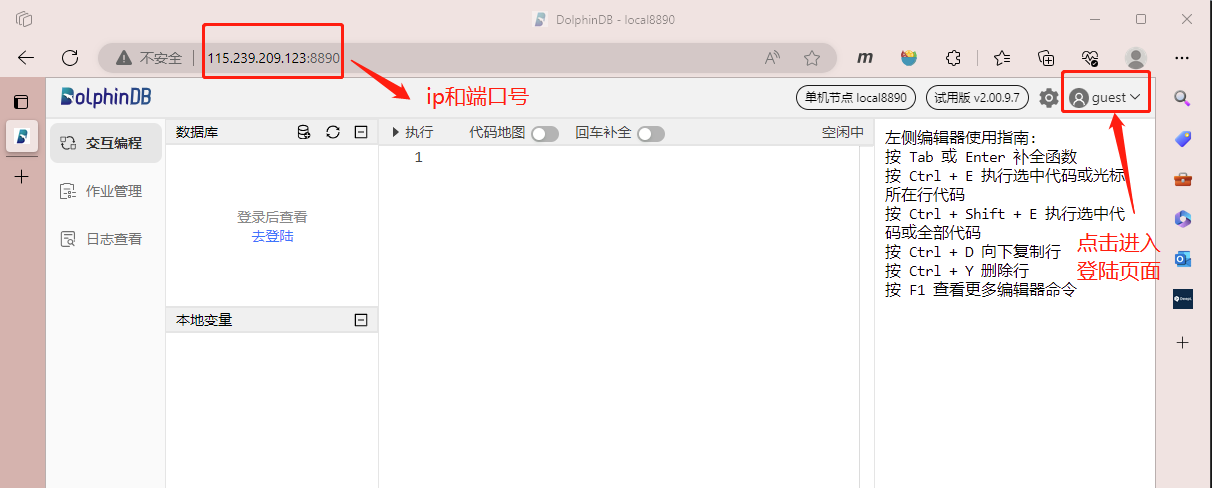 DolphinDB - local8890
不安全
115.239.209.123:8890
ip和端口号
DolphinDB
单机节点 local8890
试用版 v2.00.9.7
guest
交互编程
作业管理
日志查看
数据库
登录后查看
去登陆
本地变量
执行
代码地图
回车补全
空闲中
1
左侧编辑器使用指南:
按 Tab 或 Enter 补全函数
按 Ctrl + E 执行选中代码或光标
所在行代码
按 Ctrl + Shift + E 执行选中代
码或全部代码
按 Ctrl + D 向下复制行
按 Ctrl + Y 删除行
按 F1 查看更多编辑器命令
点击进入
登陆页面